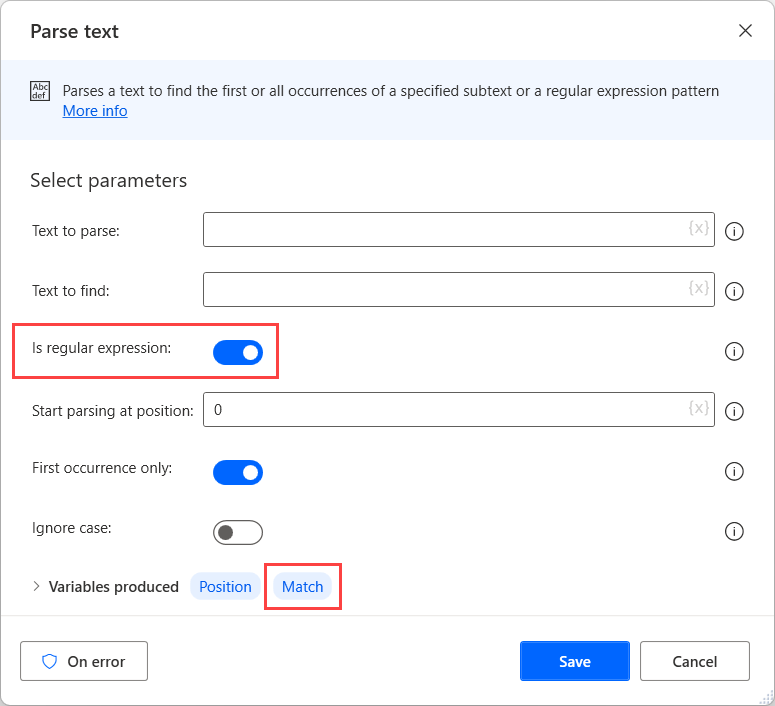 Parse text
Abc
def
Parses a text to find the first or all occurrences of a specified subtext or a regular expression pattern
More info
Select parameters
Text to parse:
{x}
Text to find:
{x}
Is regular expression:
Start parsing at position:
0
{x}
First occurrence only:
Ignore case:
Variables produced Position Match
On error
Save
Cancel